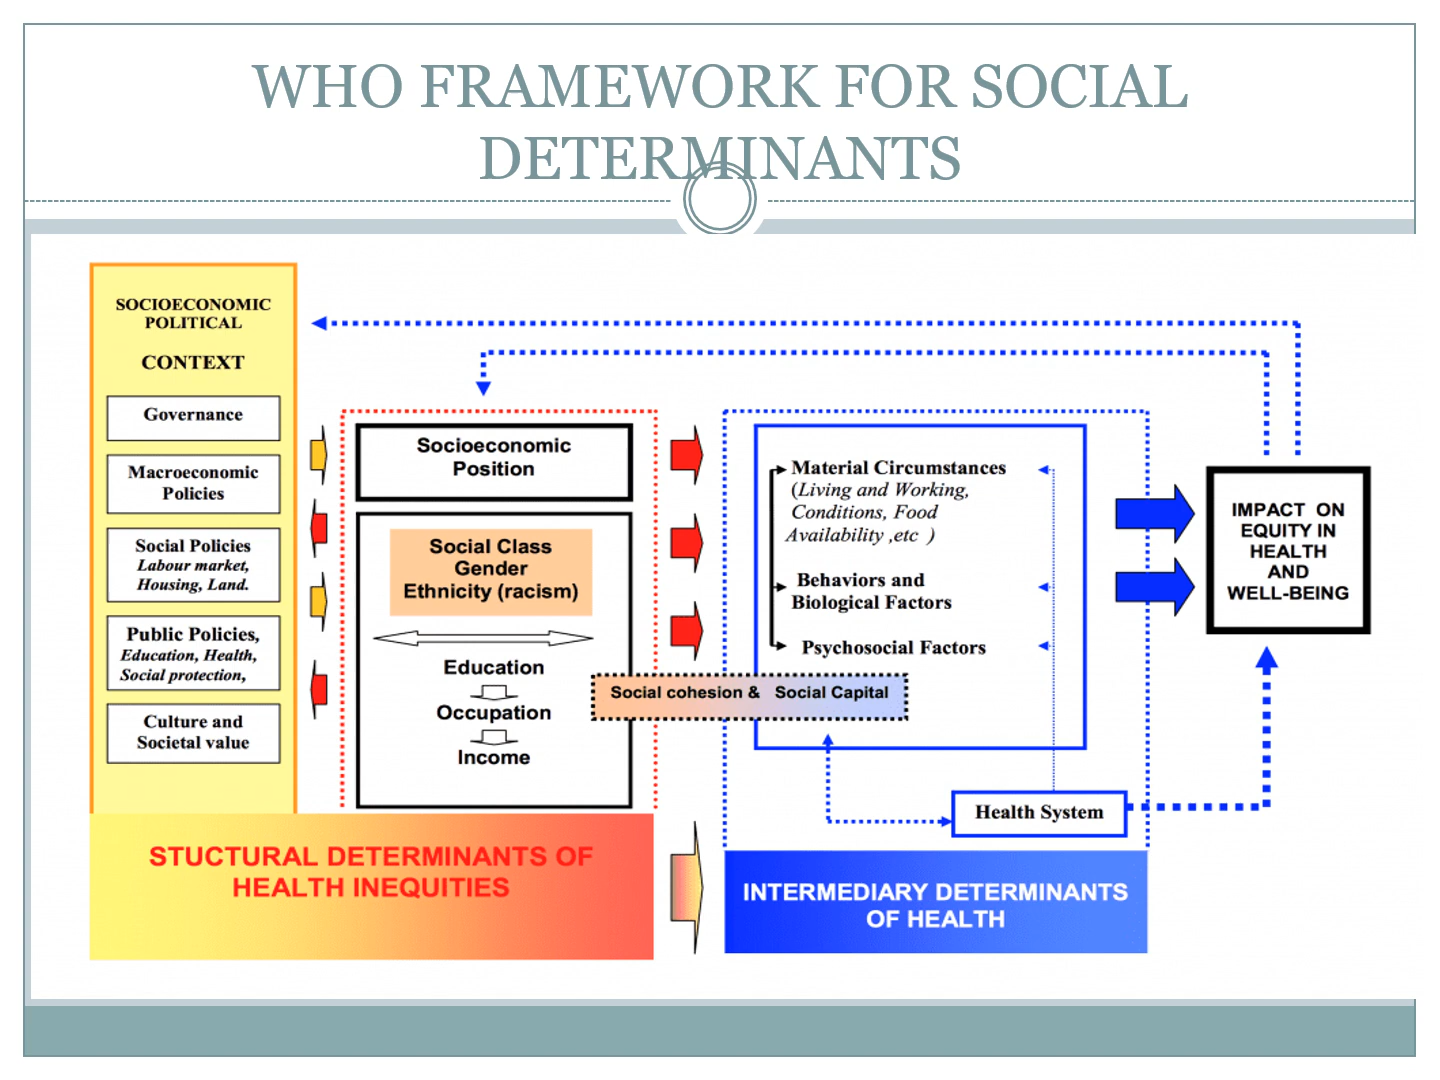 WHO FRAMEWORK FOR SOCIAL
DETERMINANTS
SOCIOECONOMIC
POLITICAL
CONTEXT
Governance
Macroeconomic
Policies
Social Policies
Labour market,
Housing, Land.
Public Policies,
Education, Health,
Social protection,
Culture and
Societal value
Socioeconomic
Position
Social Class
Gender
Ethnicity (racism)
Education
Occupation
Income
Social cohesion & Social Capital
Material Circumstances
(Living and Working,
Conditions, Food
Availability ,etc )
Behaviors and
Biological Factors
Psychosocial Factors
Health System
IMPACT ON
EQUITY IN
HEALTH
AND
WELL-BEING
STUCTURAL DETERMINANTS OF
HEALTH INEQUITIES
INTERMEDIARY DETERMINANTS
OF HEALTH